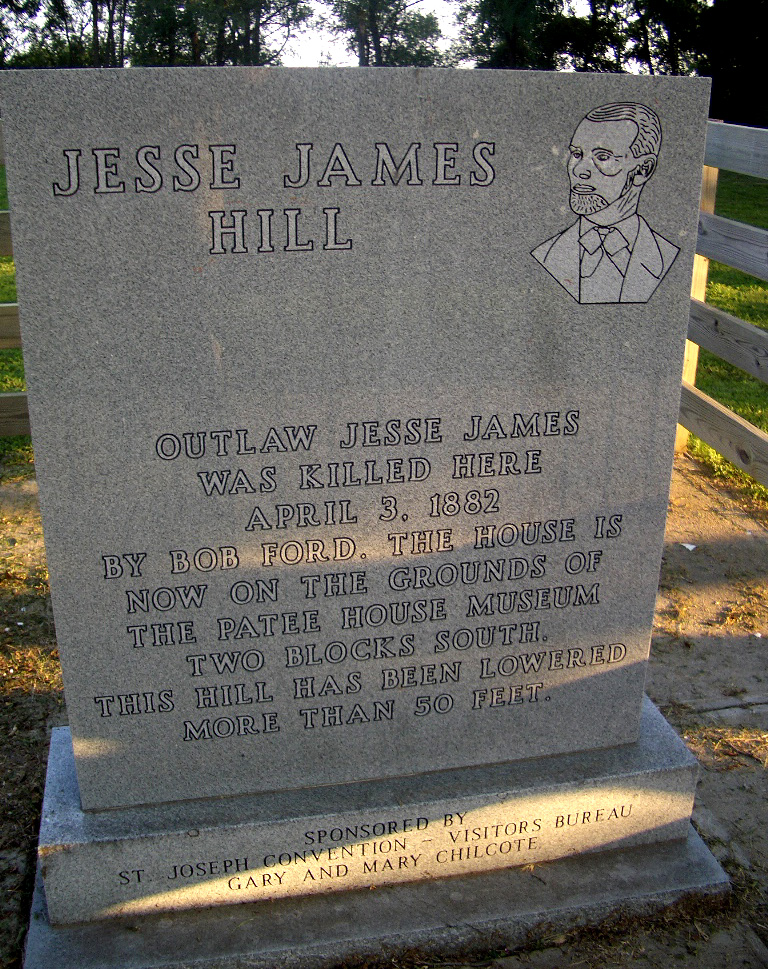 JESSE JAMES
HILL
OUTLAW JESSE JAMES
WAS KILLED HERE
APRIL 3, 1882
BY BOB FORD. THE HOUSE IS
NOW ON THE GROUNDS OF
THE PATEE HOUSE MUSEUM
TWO BLOCKS SOUTH.
THIS HILL HAS BEEN LOWERED
MORE THAN 50 FEET.
SPONSORED BY
ST. JOSEPH CONVENTION – VISITORS BUREAU
GARY AND MARY CHILCOTE